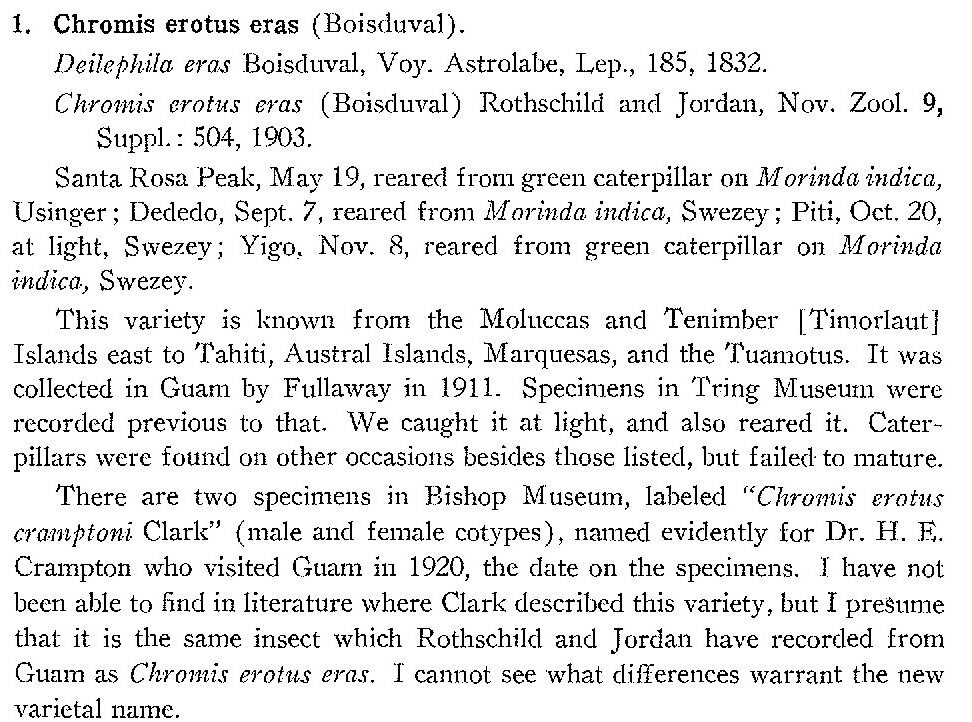 1. Chromis erotus eras (Boisduval).
Deilephila eras Boisduval, Voy. Astrolabe, Lep., 185, 1832.
Chromis erotus eras (Boisduval) Rothschild and Jordan, Nov. Zool. 9,
Suppl.: 504, 1903.
Santa Rosa Peak, May 19, reared from green caterpillar on Morinda indica,
Usinger; Dededo, Sept. 7, reared from Morinda indica, Swezey; Piti, Oct. 20,
at light, Swezey; Yigo, Nov. 8, reared from green caterpillar on Morinda
indica, Swezey.
This variety is known from the Moluccas and Tenimber [Timorlaut]
Islands east to Tahiti, Austral Islands, Marquesas, and the Tuamotus. It was
collected in Guam by Fullaway in 1911. Specimens in Tring Museum were
recorded previous to that. We caught it at light, and also reared it. Cater-
pillars were found on other occasions besides those listed, but failed to mature.
There are two specimens in Bishop Museum, labeled "Chromis erotus
cramptoni Clark" (male and female cotypes), named evidently for Dr. H. E.
Crampton who visited Guam in 1920, the date on the specimens. I have not
been able to find in literature where Clark described this variety, but I presume
that it is the same insect which Rothschild and Jordan have recorded from
Guam as Chromis erotus eras. I cannot see what differences warrant the new
varietal name.